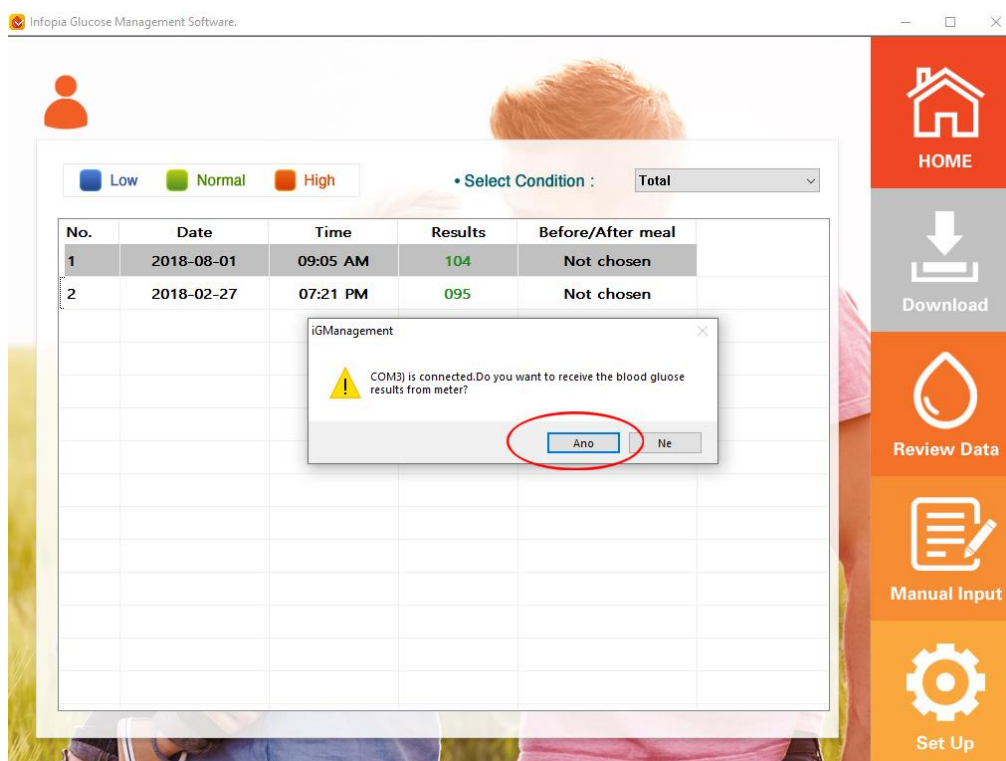 Infopia Glucose Management Software.
HOME
Low Normal High • Select Condition : Total
No. Date Time Results Before/After meal
1 2018-08-01 09:05 AM 104 Not chosen
2 2018-02-27 07:21 PM 095 Not chosen
Download
iGManagement
COM3) is connected.Do you want to receive the blood gluose
results from meter?
Ano Ne
Review Data
Manual Input
Set Up